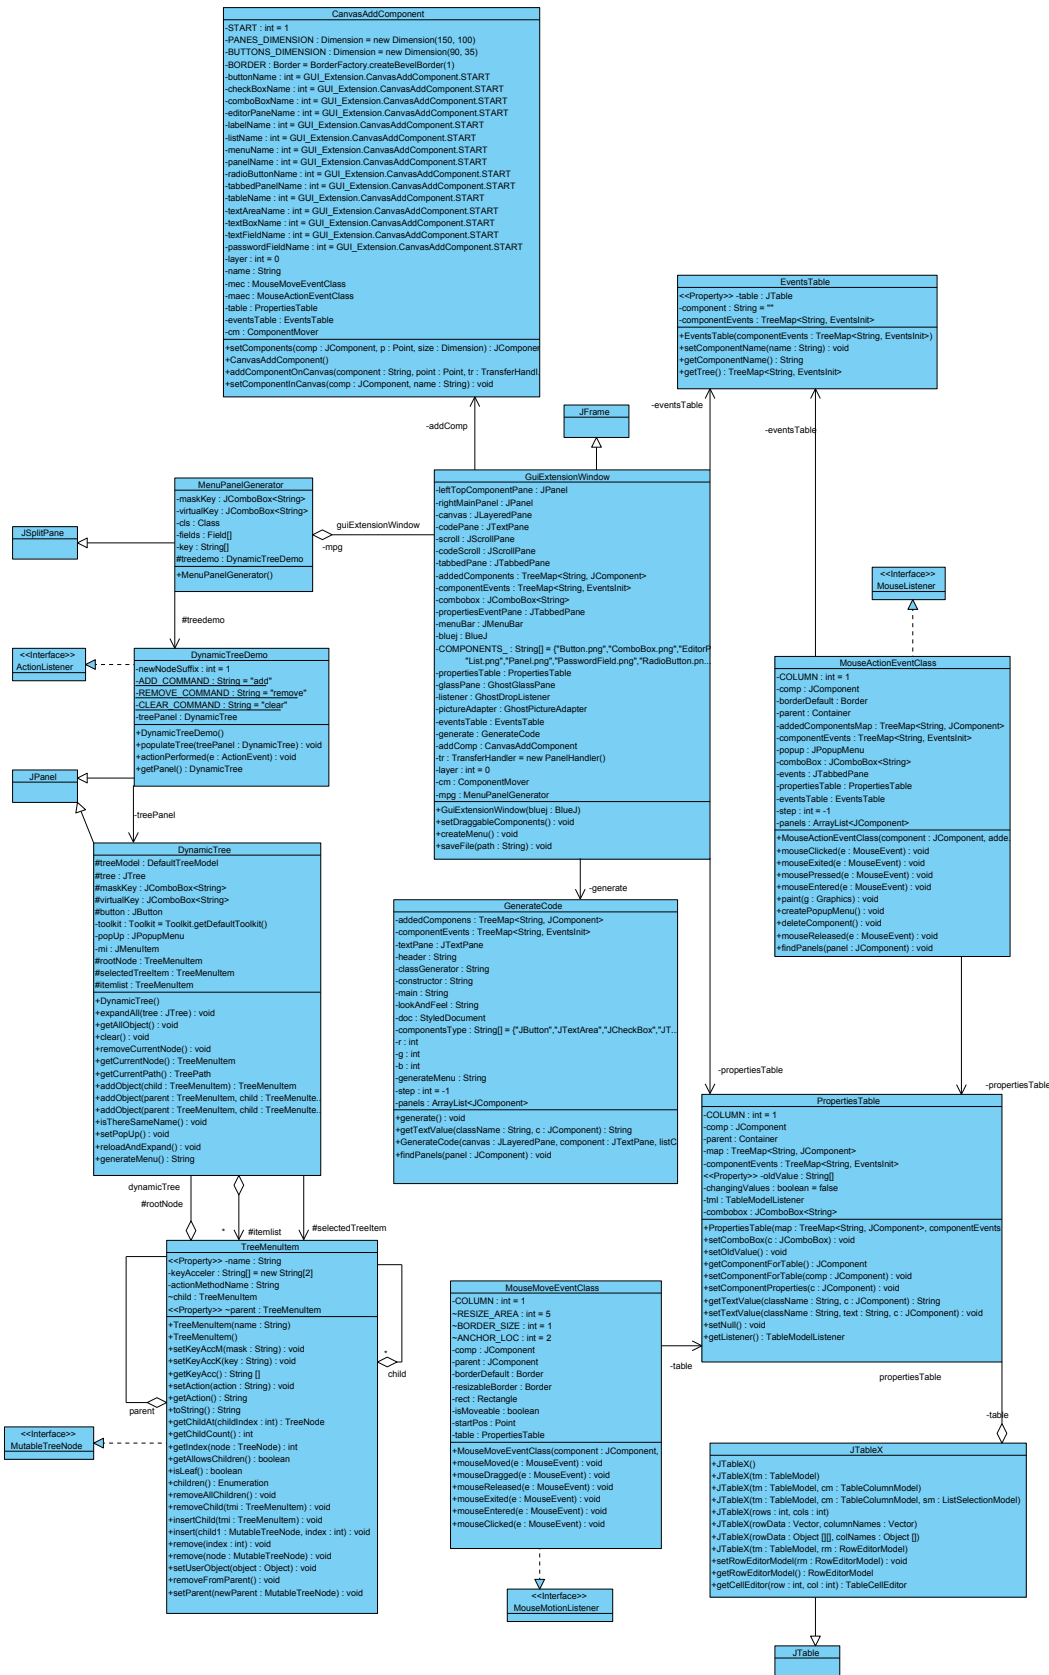 CanvasAddComponent
-START : int = 1
-PANES_DIMENSION : Dimension = new Dimension(150, 100)
-BUTTONS_DIMENSION : Dimension = new Dimension(90, 35)
-BORDER : Border = BorderFactory.createBevelBorder(1)
-buttonName : int = GUI_Extension.CanvasAddComponent.START
-checkBoxName : int = GUI_Extension.CanvasAddComponent.START
-comboBoxName : int = GUI_Extension.CanvasAddComponent.START
-editorPaneName : int = GUI_Extension.CanvasAddComponent.START
-labelName : int = GUI_Extension.CanvasAddComponent.START
-listName : int = GUI_Extension.CanvasAddComponent.START
-menuName : int = GUI_Extension.CanvasAddComponent.START
-panelName : int = GUI_Extension.CanvasAddComponent.START
-radioButtonName : int = GUI_Extension.CanvasAddComponent.START
-tabbedPanelName : int = GUI_Extension.CanvasAddComponent.START
-tableName : int = GUI_Extension.CanvasAddComponent.START
-textAreaName : int = GUI_Extension.CanvasAddComponent.START
-textBoxName : int = GUI_Extension.CanvasAddComponent.START
-textFieldName : int = GUI_Extension.CanvasAddComponent.START
-passwordFieldName : int = GUI_Extension.CanvasAddComponent.START
-layer : int = 0
-name : String
-mec : MouseMoveEventClass
-maec : MouseActionEventClass
-table : PropertiesTable
-eventsTable : EventsTable
-cm : ComponentMover
+setComponents(comp : JComponent, p : Point, size : Dimension) : JComponer
+CanvasAddComponent()
+addComponentOnCanvas(component : String, point : Point, tr : TransferHandl.
+setComponentInCanvas(comp : JComponent, name : String) : void
EventsTable
<<Property>> -table : JTable
-component : String = ""
-componentEvents : TreeMap<String, EventsInit>
+EventsTable(componentEvents : TreeMap<String, EventsInit>)
+setComponentName(name : String) : void
+getComponentName() : String
+getTree() : TreeMap<String, EventsInit>
-addComp
JFrame
-eventsTable
-eventsTable
MenuPanelGenerator
-maskKey : JComboBox<String>
-virtualKey : JComboBox<String>
-cls : Class
-fields : Field[]
-key : String[]
#treedemo : DynamicTreeDemo
+MenuPanelGenerator()
JSplitPane
guiExtensionWindow
-mpg
#treedemo
GuiExtensionWindow
-leftTopComponentPane : JPanel
-rightMainPanel : JPanel
-canvas : JLayeredPane
-codePane : JTextPane
-scroll : JScrollPane
-codeScroll : JScrollPane
-tabbedPane : JTabbedPane
-addedComponents : TreeMap<String, JComponent>
-componentEvents : TreeMap<String, EventsInit>
-combobox : JComboBox<String>
-propertiesEventPane : JTabbedPane
-menuBar : JMenuBar
-bluej : BlueJ
-COMPONENTS_ : String[] = {"Button.png","ComboBox.png","EditorP
"List.png","Panel.png","PasswordField.png","RadioButton.pn...
-propertiesTable : PropertiesTable
-glassPane : GhostGlassPane
-listener : GhostDropListener
-pictureAdapter : GhostPictureAdapter
-eventsTable : EventsTable
-generate : GenerateCode
-addComp : CanvasAddComponent
-tr : TransferHandler = new PanelHandler()
-layer : int = 0
-cm : ComponentMover
-mpg : MenuPanelGenerator
+GuiExtensionWindow(bluej : BlueJ)
+setDraggableComponents() : void
+createMenu() : void
+saveFile(path : String) : void
<<Interface>>
MouseListener
<<Interface>>
ActionListener
DynamicTreeDemo
-newNodeSuffix : int = 1
-ADD_COMMAND : String = "add"
-REMOVE_COMMAND : String = "remove"
-CLEAR_COMMAND : String = "clear"
-treePanel : DynamicTree
+DynamicTreeDemo()
+populateTree(treePanel : DynamicTree) : void
+actionPerformed(e : ActionEvent) : void
+getPanel() : DynamicTree
JPanel
-treePanel
MouseActionEventClass
-COLUMN : int = 1
-comp : JComponent
-borderDefault : Border
-parent : Container
-addedComponentsMap : TreeMap<String, JComponent>
-componentEvents : TreeMap<String, EventsInit>
-popup : JPopupMenu
-comboBox : JComboBox<String>
-events : JTabbedPane
-propertiesTable : PropertiesTable
-eventsTable : EventsTable
-step : int = -1
-panels : ArrayList<JComponent>
+MouseActionEventClass(component : JComponent, adde.
+mouseClicked(e : MouseEvent) : void
+mouseExited(e : MouseEvent) : void
+mousePressed(e : MouseEvent) : void
+mouseEntered(e : MouseEvent) : void
+paint(g : Graphics) : void
+createPopupMenu() : void
+deleteComponent() : void
+mouseReleased(e : MouseEvent) : void
+findPanels(panel : JComponent) : void
DynamicTree
#treeModel : DefaultTreeModel
#tree : JTree
#maskKey : JComboBox<String>
#virtualKey : JComboBox<String>
#button : JButton
-toolkit : Toolkit = Toolkit.getDefaultToolkit()
-popUp : JPopupMenu
-mi : JMenuItem
#rootNode : TreeMenuItem
#selectedTreeItem : TreeMenuItem
#itemlist : TreeMenuItem
+DynamicTree()
+expandAll(tree : JTree) : void
+getAllObject() : void
+clear() : void
+removeCurrentNode() : void
+getCurrentNode() : TreeMenuItem
+getCurrentPath() : TreePath
+addObject(child : TreeMenuItem) : TreeMenuItem
+addObject(parent : TreeMenuItem, child : TreeMenuIte..
+addObject(parent : TreeMenuItem, child : TreeMenuIte..
+isThereSameName() : void
+setPopUp() : void
+reloadAndExpand() : void
+generateMenu() : String
-generate
GenerateCode
-addedComponens : TreeMap<String, JComponent>
-componentEvents : TreeMap<String, EventsInit>
-textPane : JTextPane
-header : String
-classGenerator : String
-constructor : String
-main : String
-lookAndFeel : String
-doc : StyledDocument
-componentsType : String[] = {"JButton","JTextArea","JCheckBox","JT...
-r : int
-g : int
-b : int
-generateMenu : String
-step : int = -1
-panels : ArrayList<JComponent>
+generate() : void
+getTextValue(className : String, c : JComponent) : String
+GenerateCode(canvas : JLayeredPane, component : JTextPane, listC
+findPanels(panel : JComponent) : void
-propertiesTable
-propertiesTable
PropertiesTable
-COLUMN : int = 1
-comp : JComponent
-parent : Container
-map : TreeMap<String, JComponent>
-componentEvents : TreeMap<String, EventsInit>
<<Property>> -oldValue : String[]
-changingValues : boolean = false
-tml : TableModelListener
-combobox : JComboBox<String>
+PropertiesTable(map : TreeMap<String, JComponent>, componentEvents
+setComboBox(c : JComboBox) : void
+setOldValue() : void
+getComponentForTable() : JComponent
+setComponentForTable(comp : JComponent) : void
+setComponentProperties(c : JComponent) : void
+getTextValue(className : String, c : JComponent) : String
+setTextValue(className : String, text : String, c : JComponent) : void
+setNull() : void
+getListener() : TableModelListener
dynamicTree
#rootNode
*
#itemlist
#selectedTreeItem
TreeMenuItem
<<Property>> -name : String
-keyAcceler : String[] = new String[2]
-actionMethodName : String
~child : TreeMenuItem
<<Property>> ~parent : TreeMenuItem
+TreeMenuItem(name : String)
+TreeMenuItem()
+setKeyAccM(mask : String) : void
+setKeyAccK(key : String) : void
+getKeyAcc() : String []
+setAction(action : String) : void
+getAction() : String
+toString() : String
+getChildAt(childIndex : int) : TreeNode
+getChildCount() : int
+getIndex(node : TreeNode) : int
+getAllowsChildren() : boolean
+isLeaf() : boolean
+children() : Enumeration
+removeAllChildren() : void
+removeChild(tmi : TreeMenuItem) : void
+insertChild(tmi : TreeMenuItem) : void
+insert(child1 : MutableTreeNode, index : int) : void
+remove(index : int) : void
+remove(node : MutableTreeNode) : void
+setUserObject(object : Object) : void
+removeFromParent() : void
+setParent(newParent : MutableTreeNode) : void
*
child
parent
<<Interface>>
MutableTreeNode
MouseMoveEventClass
-COLUMN : int = 1
~RESIZE_AREA : int = 5
~BORDER_SIZE : int = 1
~ANCHOR_LOC : int = 2
-comp : JComponent
-parent : JComponent
-borderDefault : Border
-resizableBorder : Border
-rect : Rectangle
-isMoveable : boolean
-startPos : Point
-table : PropertiesTable
+MouseMoveEventClass(component : JComponent,
+mouseMoved(e : MouseEvent) : void
+mouseDragged(e : MouseEvent) : void
+mouseReleased(e : MouseEvent) : void
+mouseExited(e : MouseEvent) : void
+mouseEntered(e : MouseEvent) : void
+mouseClicked(e : MouseEvent) : void
-table
<<Interface>>
MouseMotionListener
propertiesTable
-table
JTableX
+JTableX()
+JTableX(tm : TableModel)
+JTableX(tm : TableModel, cm : TableColumnModel)
+JTableX(tm : TableModel, cm : TableColumnModel, sm : ListSelectionModel)
+JTableX(rows : int, cols : int)
+JTableX(rowData : Vector, columnNames : Vector)
+JTableX(rowData : Object [][], colNames : Object [])
+JTableX(tm : TableModel, rm : RowEditorModel)
+setRowEditorModel(rm : RowEditorModel) : void
+getRowEditorModel() : RowEditorModel
+getCellEditor(row : int, col : int) : TableCellEditor
JTable